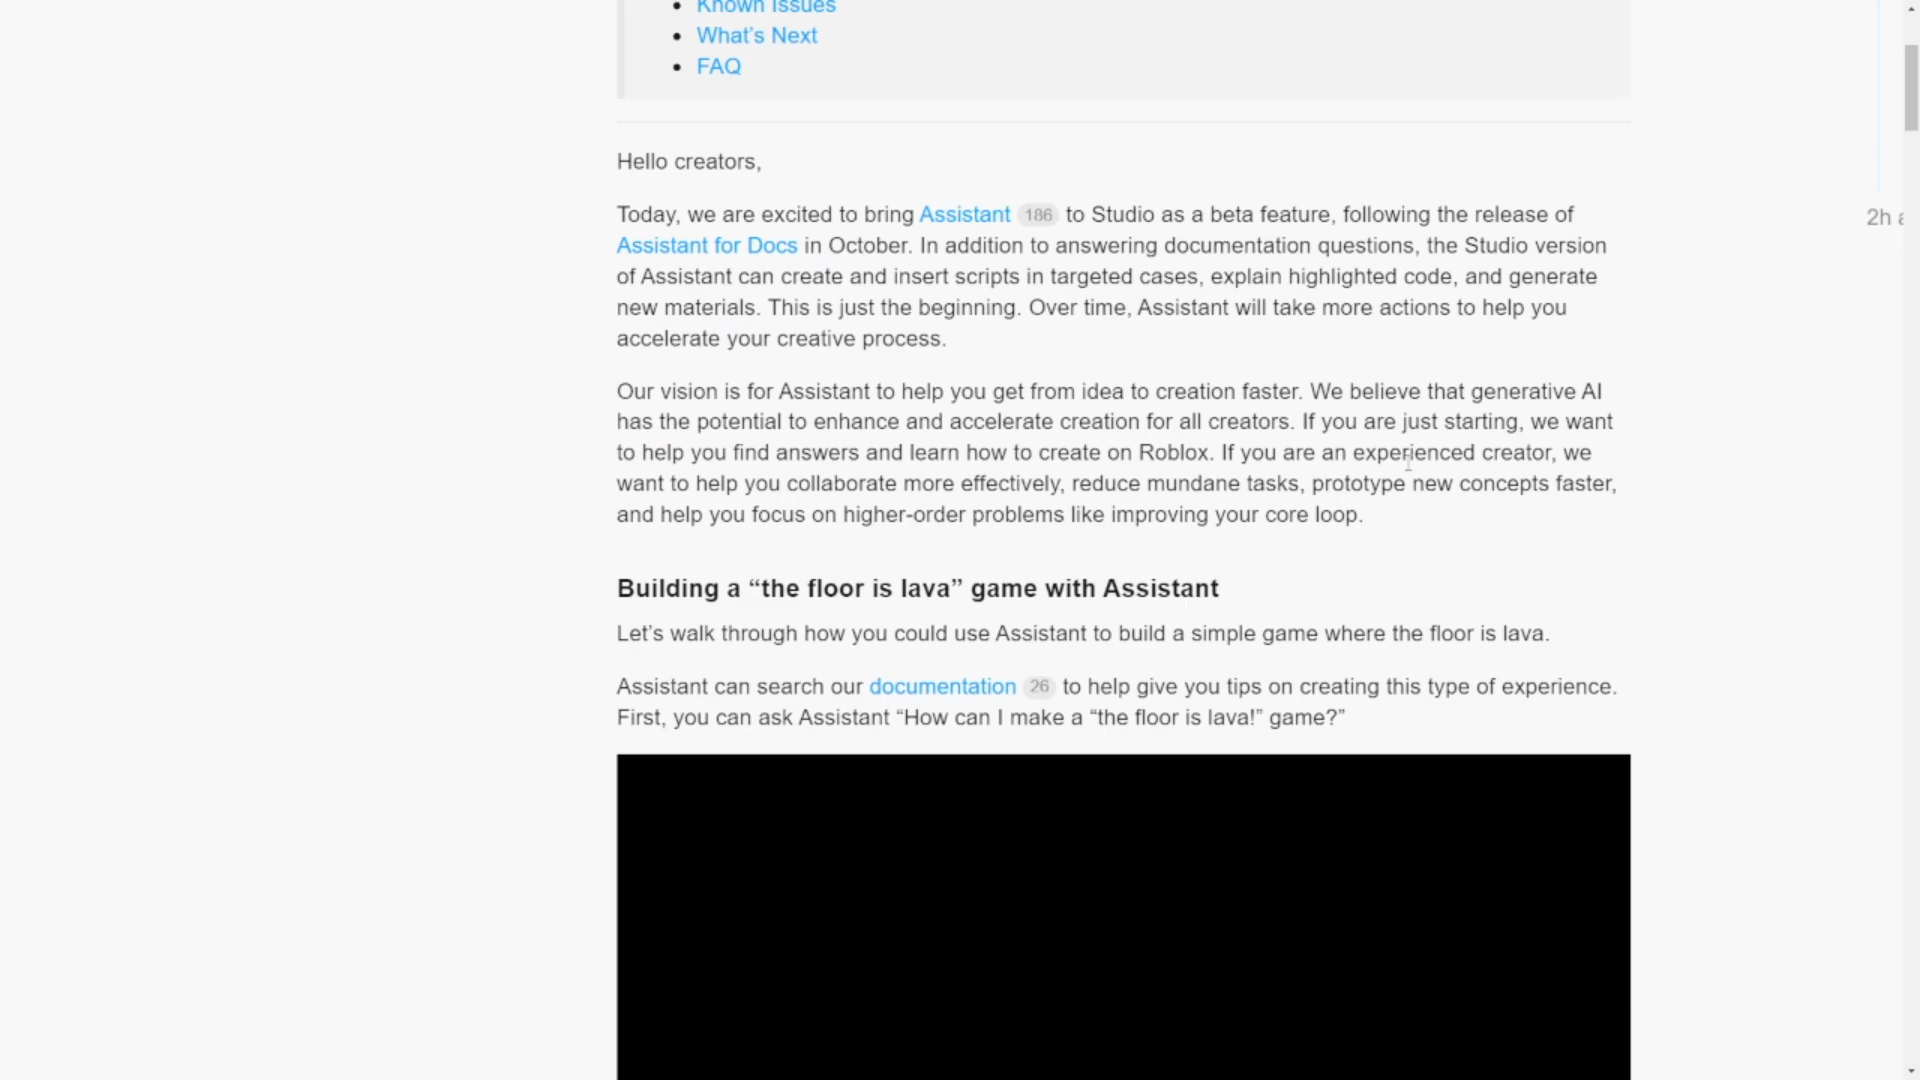 Known Issues
What’s Next
FAQ
Hello creators,
Today, we are excited to bring Assistant 186 to Studio as a beta feature, following the release of
Assistant for Docs in October. In addition to answering documentation questions, the Studio version
of Assistant can create and insert scripts in targeted cases, explain highlighted code, and generate
new materials. This is just the beginning. Over time, Assistant will take more actions to help you
accelerate your creative process.
Our vision is for Assistant to help you get from idea to creation faster. We believe that generative AI
has the potential to enhance and accelerate creation for all creators. If you are just starting, we want
to help you find answers and learn how to create on Roblox. If you are an experienced creator, we
want to help you collaborate more effectively, reduce mundane tasks, prototype new concepts faster,
and help you focus on higher-order problems like improving your core loop.
Building a “the floor is lava” game with Assistant
Let’s walk through how you could use Assistant to build a simple game where the floor is lava.
Assistant can search our documentation 26 to help give you tips on creating this type of experience.
First, you can ask Assistant “How can I make a “the floor is lava!” game?”
2h